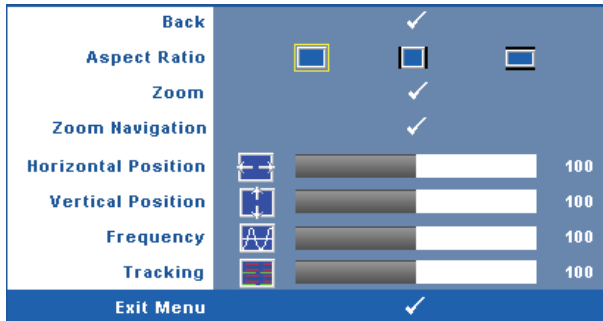 Back
Aspect Ratio
Zoom
Zoom Navigation
Horizontal Position 100
Vertical Position 100
Frequency 100
Tracking 100
Exit Menu